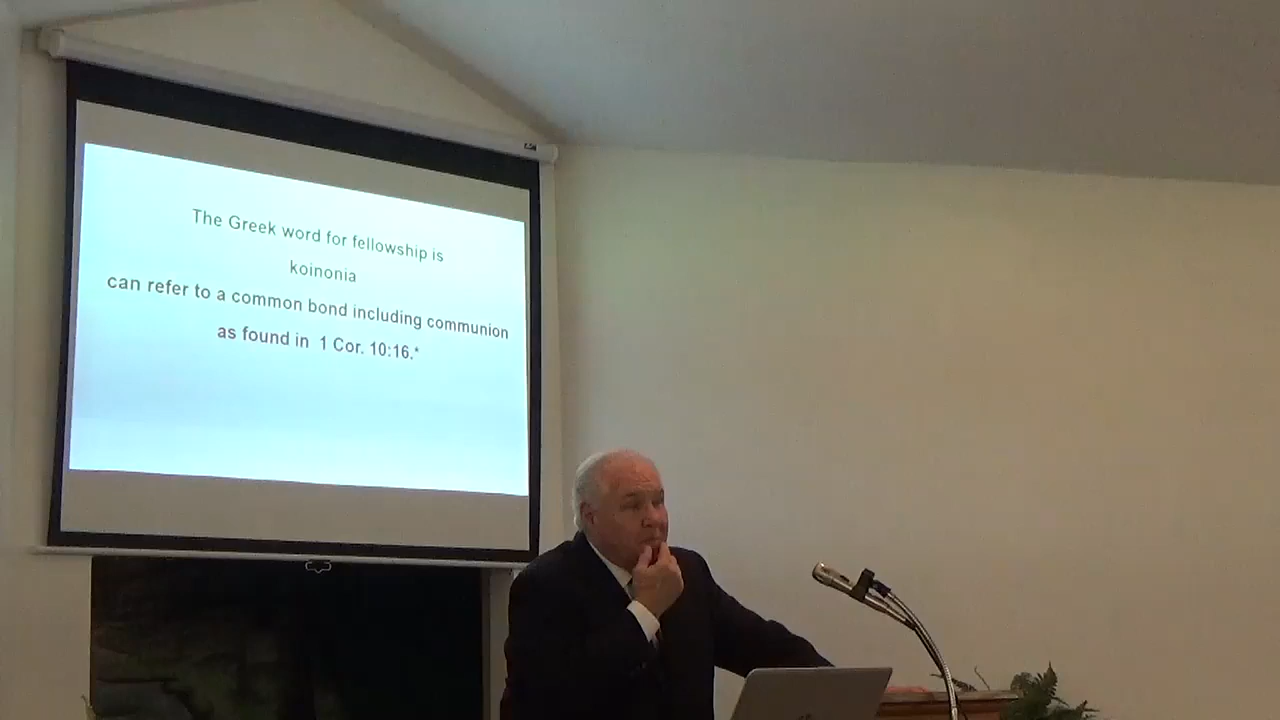 The Greek word for fellowship is
koinonia
can refer to a common bond including communion
as found in 1 Cor. 10:16.*